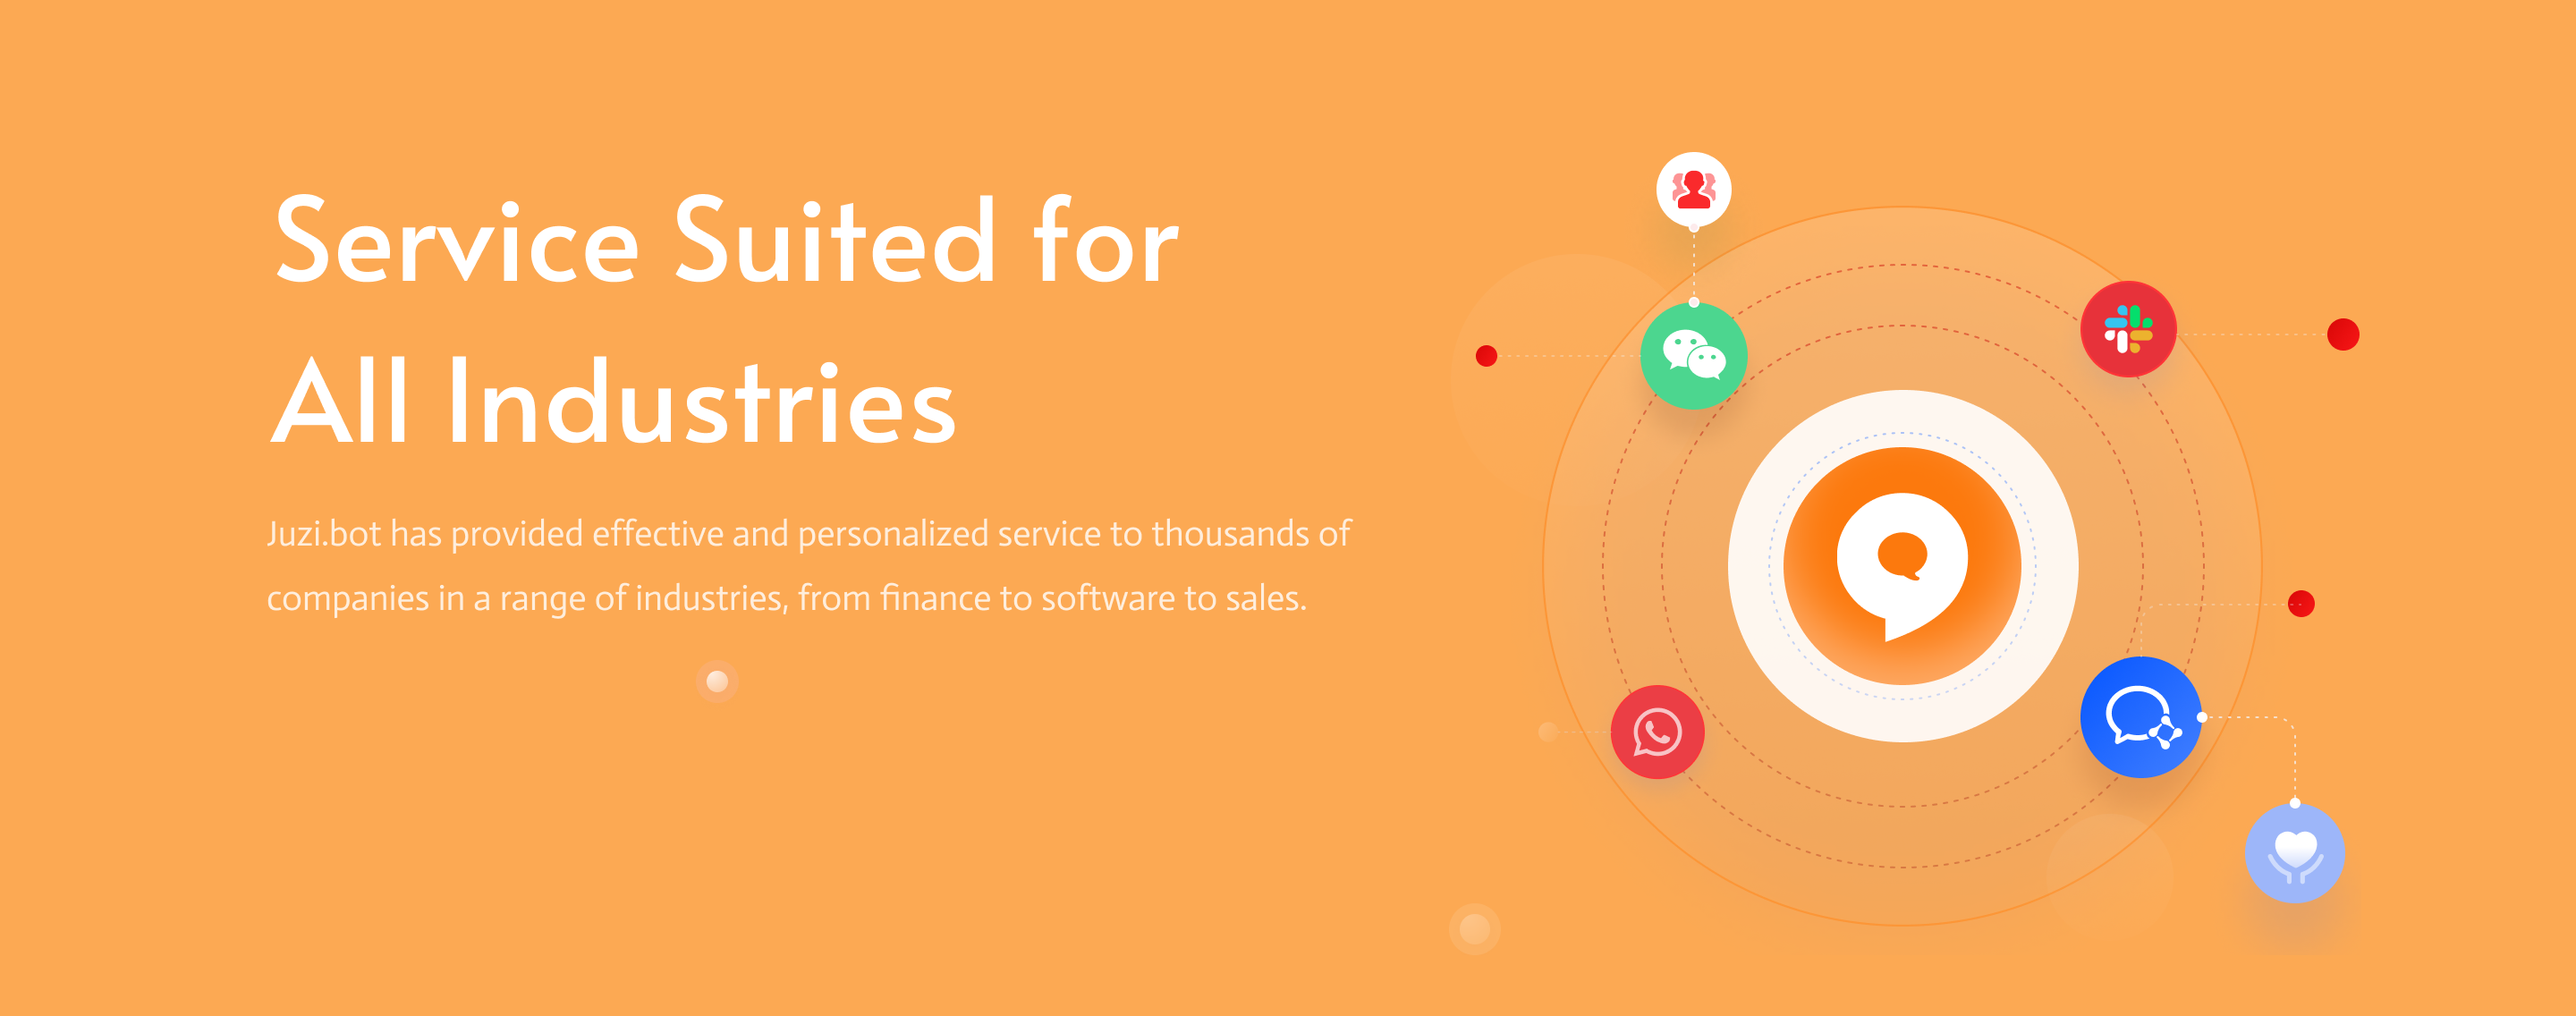 Service Suited for
All Industries
Juzi.bot has provided effective and personalized service to thousands of
companies in a range of industries, from finance to software to sales.